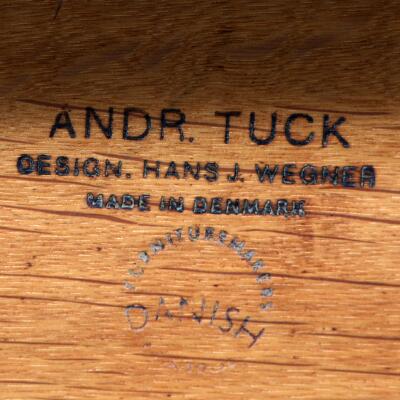 ANDR. TUCK
DESIGN. HANS J. WEGNER
MADE IN DENMARK
FURNITUREMAKERS
DANISH